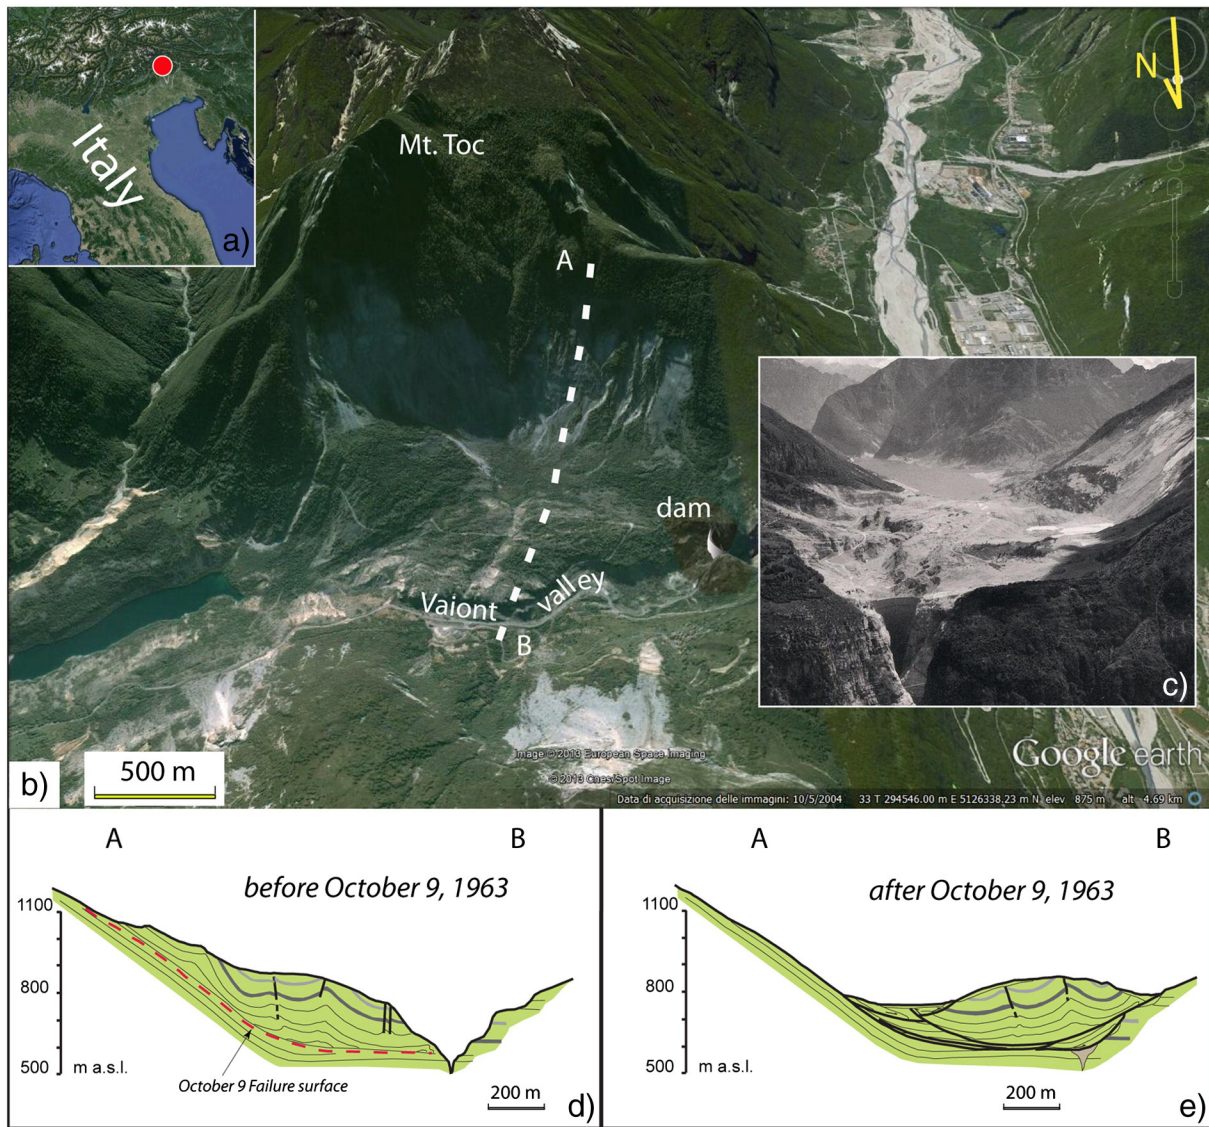 Italy
a)
Mt. Toc
N
A
dam
Vaiont valley
B
c)
Image © 2013 European Space Imaging
© 2013 Cnes/Spot Image
Google earth
500 m
b)
Data di acquisizione delle immagini: 10/5/2004 33 T 294546.00 m E 5126338.23 m N elev 875 m alt 4.69 km
A B
before October 9, 1963
1100
800
500
m a.s.l.
October 9 Failure surface
200 m
d)
A B
after October 9, 1963
1100
800
500
m a.s.l.
200 m
e)